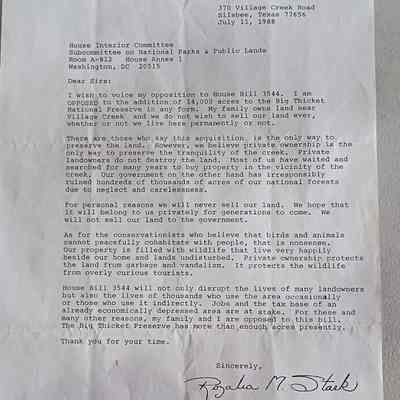 370 Village Creek Road
Silsbee, Texas 77656
July 11, 1988
House Interior Committee
Subcommittee on National Parks & Public Lands
Room A-812   House Annex 1
Washington, DC  20515
Dear Sirs:
I wish to voice my opposition to House Bill 3544.  I am
OPPOSED to the addition of 14,000 acres to the Big Thicket
National Preserve in any form.  My family owns land near
Village Creek  and we do not wish to sell our land ever,
whether or not we live here permanently or not.
There are those who say this acquisition  is the only way to
preserve the land.  However, we believe private ownership is the
only way to preserve the tranquility of the creek.  Private
landowners do not destroy the land.  Most of us have waited and
searched for many years to buy property in the vicinity of the
creek.  Our government on the other hand has irresponsibly
ruined hundreds of thousands of acres of our national forests
due to neglect and carelessness.
For personal reasons we will never sell our land.  We hope that
it will belong to us privately for generations to come.  We
will not sell our land to the government.
As for the conservationists who believe that birds and animals
cannot peacefully cohabitate with people, that is nonsense.
Our property is filled with wildlife that live very happily
beside our home and lands undisturbed.  Private ownership protects
the land from garbage and vandalism.  It protects the wildlife
from overly curious tourists.
House Bill 3544 will not only disrupt the lives of many landowners
but also the lives of thousands who use the area occasionally
or those who use it indirectly.  Jobs and the tax base of an
already economically depressed area are at stake.  For these and
many other reasons, my family and I are opposed to this bill.
The Big Thicket Preserve has more than enough acres presently.
Thank you for your time.
Sincerely,
Rozalia M. Stark